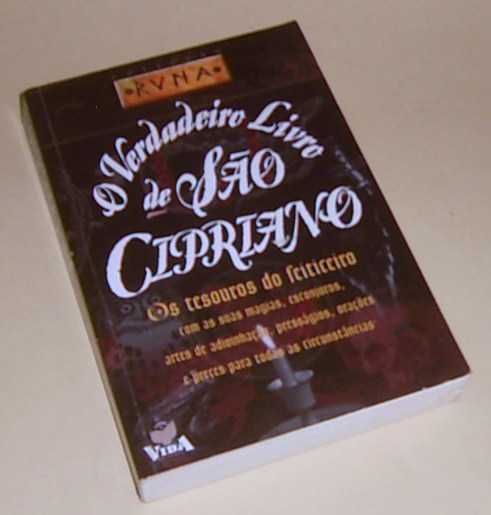 RVNA
O Verdadeiro Livro
de SÃO
CIPRIANO
Os tesouros do feiticeiro
com as suas magias, esconjuros,
artes de adivinhação, presságios, orações
e preces para todas as circunstâncias
VIDA